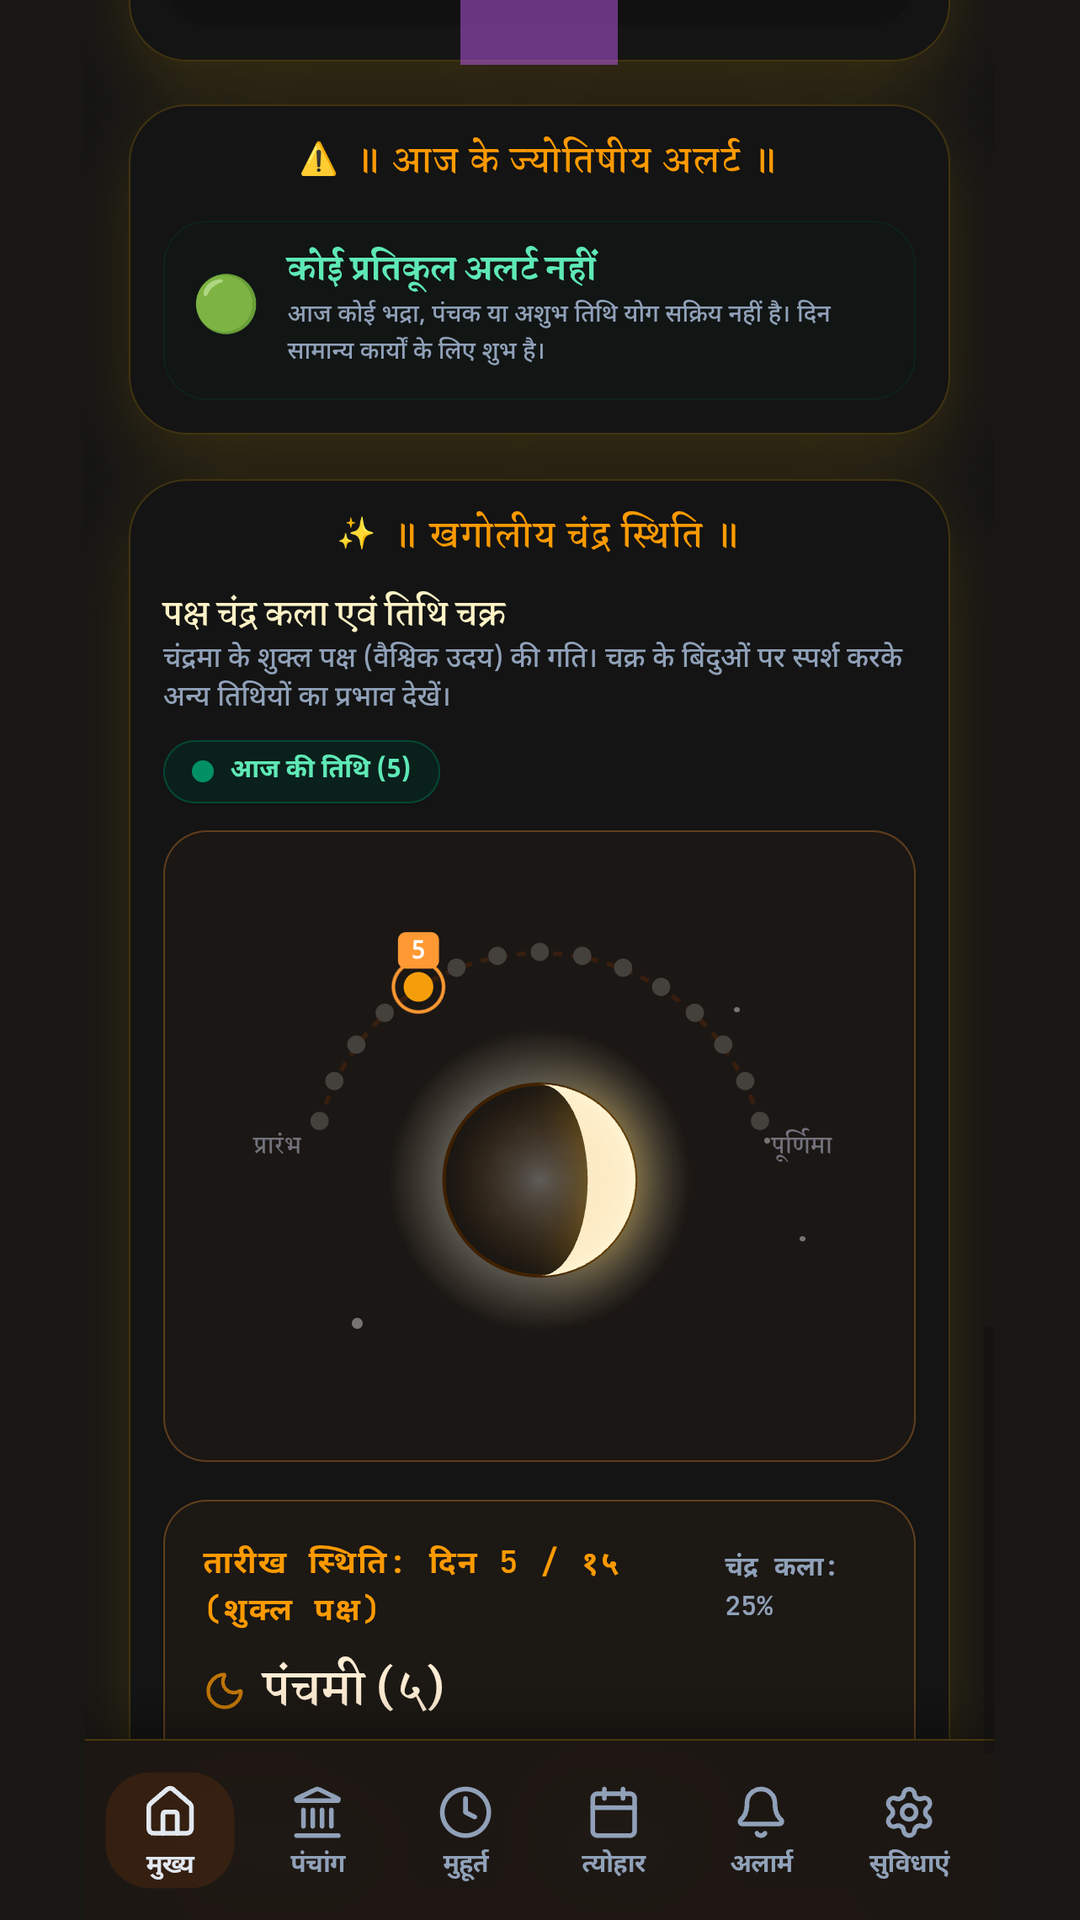 ॥ आज के ज्योतिषीय अलर्ट ॥
कोई प्रतिकूल अलर्ट नहीं
आज कोई भद्रा, पंचक या अशुभ तिथि योग सक्रिय नहीं है। दिन
सामान्य कार्यों के लिए शुभ है।
॥ खगोलीय चंद्र स्थिति ॥
पक्ष चंद्र कला एवं तिथि चक्र
चंद्रमा के शुक्ल पक्ष (वैश्विक उदय) की गति। चक्र के बिंदुओं पर स्पर्श करके
अन्य तिथियों का प्रभाव देखें।
आज की तिथि (5)
5
प्रारंभ
पूर्णिमा
तारीख स्थिति: दिन 5 / १५
(शुक्ल पक्ष)
चंद्र कला:
25%
पंचमी (५)
मुख्य
पंचांग
मुहूर्त
त्योहार
अलार्म
सुविधाएं